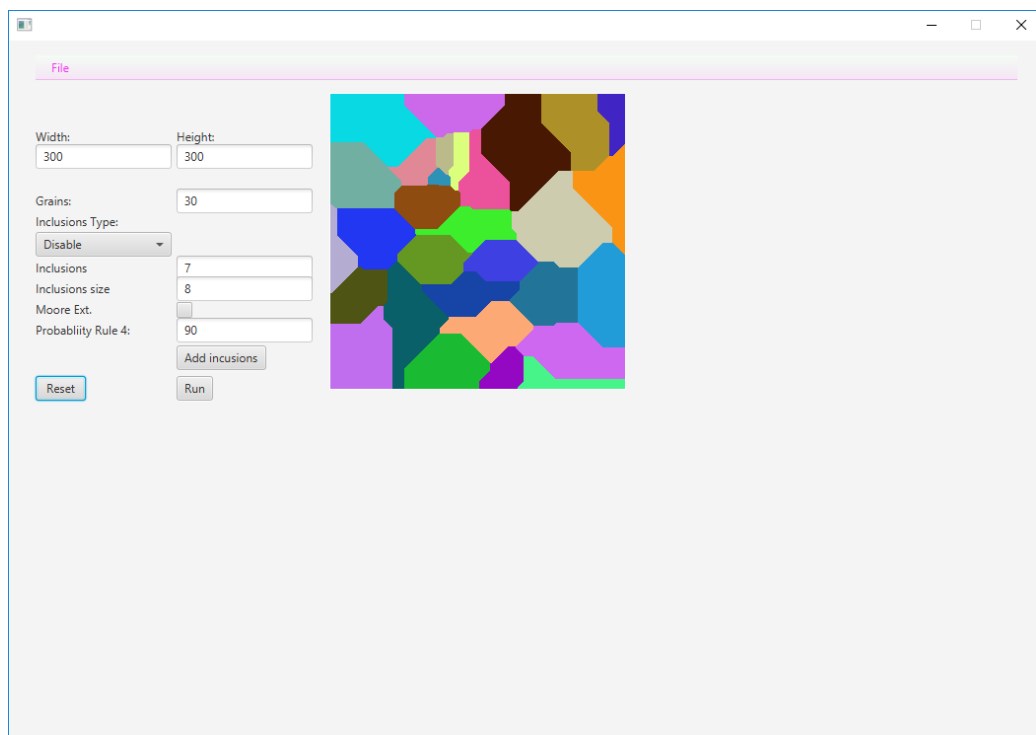 File
Width: Height:
300 300
Grains: 30
Inclusions Type:
Disable
Inclusions 7
Inclusions size 8
Moore Ext.
Probabliity Rule 4: 90
Add incusions
Reset Run